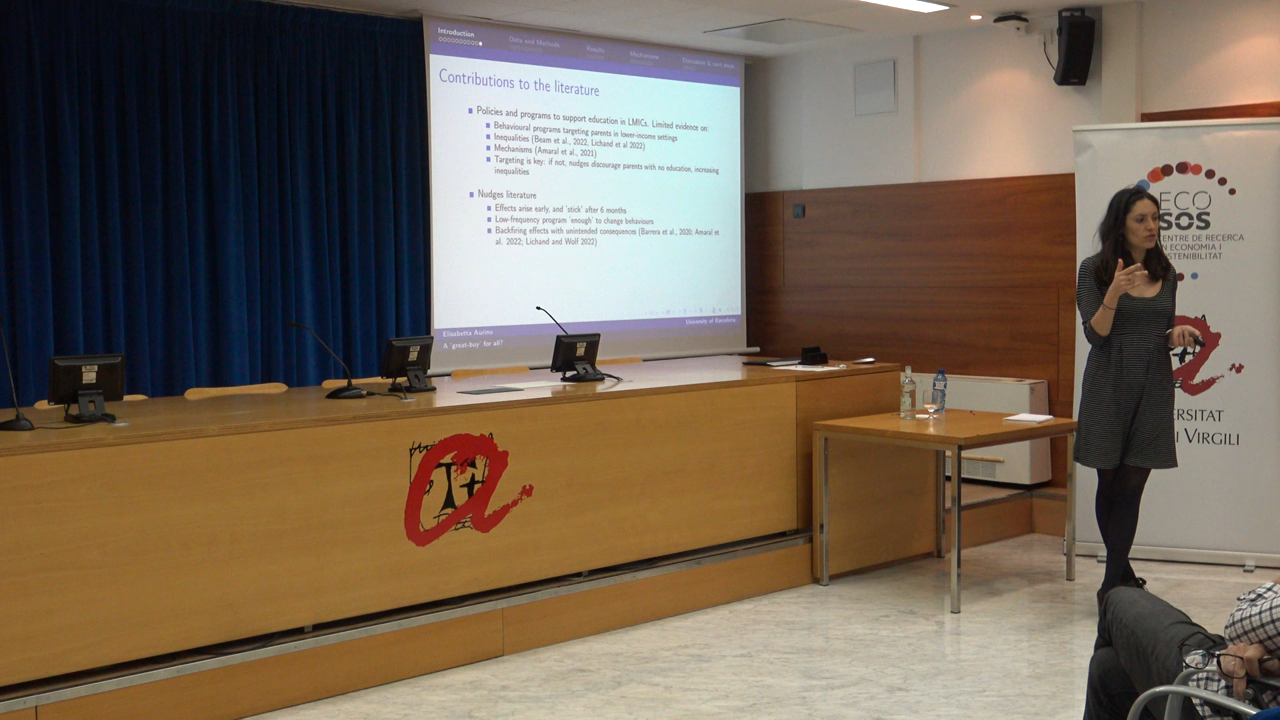 Introduction
Data and Methods
Results
Mechanisms
Discussion & next steps
Contributions to the literature
Policies and programs to support education in LMICs. Limited evidence on:
Behavioural programs targeting parents in lower-income settings
Inequalities (Beam et al., 2022, Lichand et al 2022)
Mechanisms (Amaral et al., 2021)
Targeting is key: if not, nudges discourage parents with no education, increasing
inequalities
Nudges literature
Effects arise early, and 'stick' after 6 months
Low-frequency program 'enough' to change behaviours
Backfiring effects with unintended consequences (Barrera et al., 2020; Amaral et
al. 2022; Lichand and Wolf 2022)
Elisabetta Aurino
University of Barcelona
A 'great-buy' for all?
ECO
SOS
ENTRE DE RECERCA
N ECONOMIA I
OSTENIBILITAT
ERSITAT
I VIRGILI